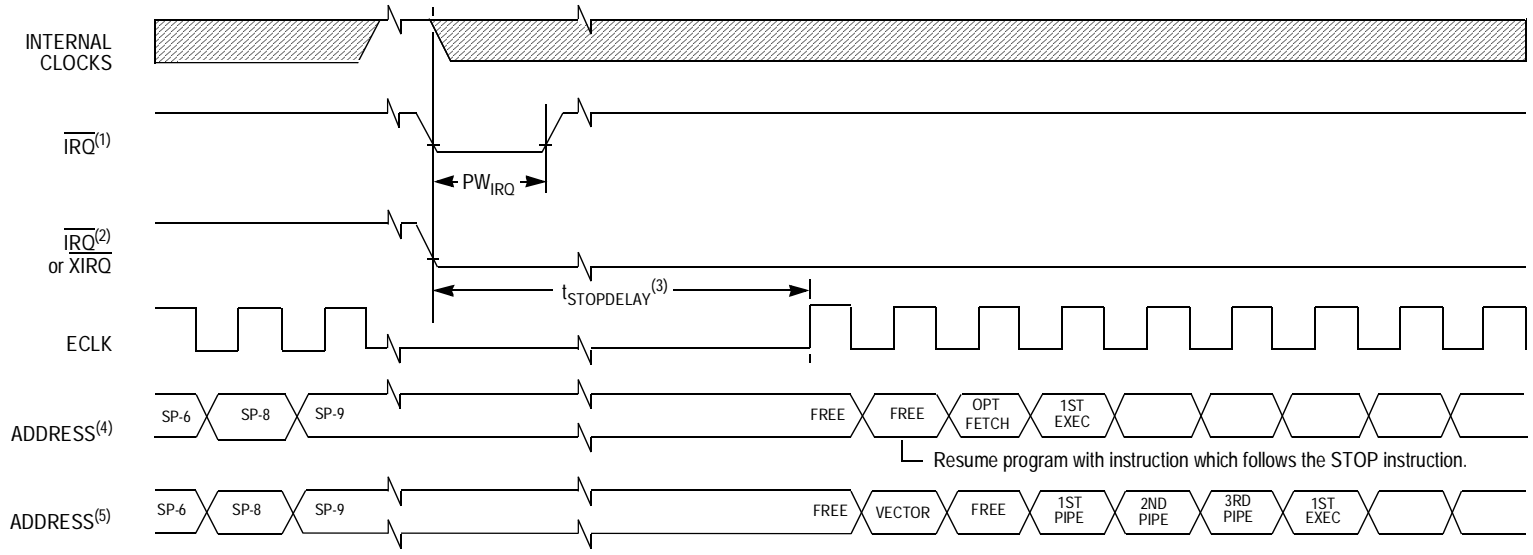 INTERNAL
CLOCKS
IRQ(1)
PWIRQ
IRQ(2)
or XIRQ
tSTOPDELAY(3)
ECLK
ADDRESS(4)
SP-6 SP-8 SP-9 FREE FREE OPT FETCH 1ST EXEC
Resume program with instruction which follows the STOP instruction.
ADDRESS(5)
SP-6 SP-8 SP-9 FREE VECTOR FREE 1ST PIPE 2ND PIPE 3RD PIPE 1ST EXEC